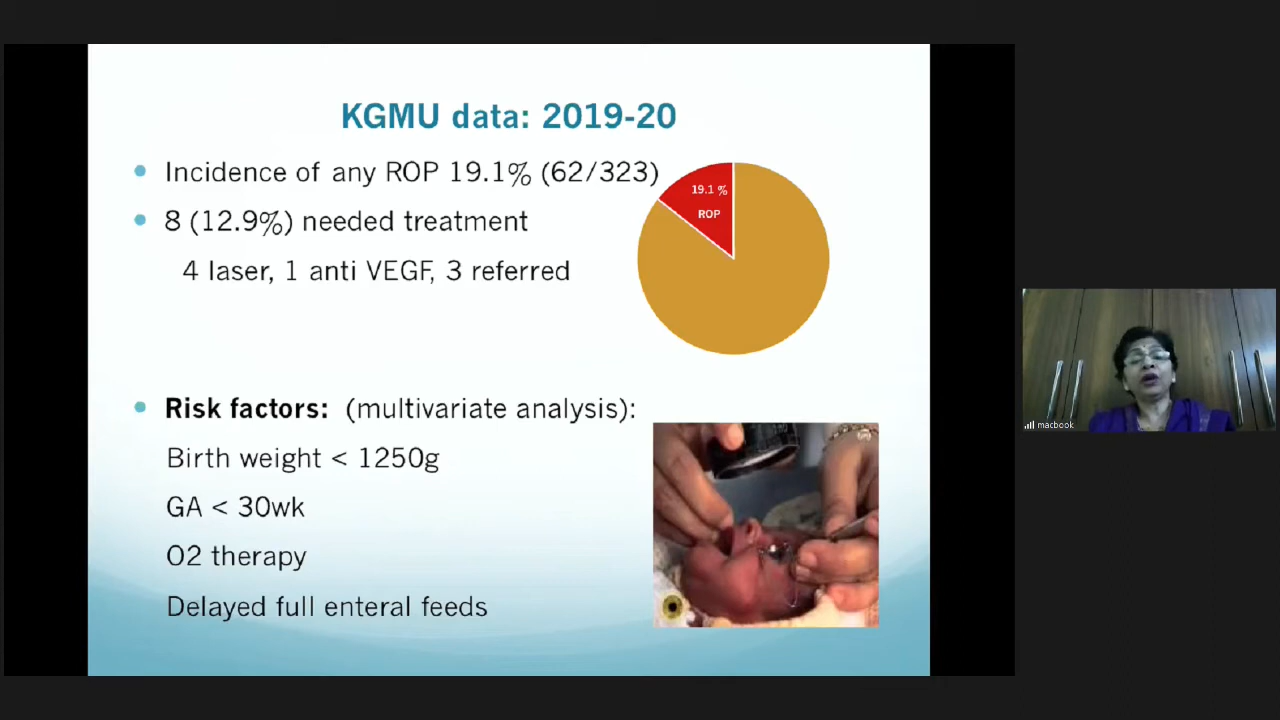 KGMU data: 2019-20
Incidence of any ROP 19.1% (62/323)
8 (12.9%) needed treatment
4 laser, 1 anti VEGF, 3 referred
19.1 %
ROP
Risk factors: (multivariate analysis):
Birth weight < 1250g
GA < 30wk
O2 therapy
Delayed full enteral feeds
macbook